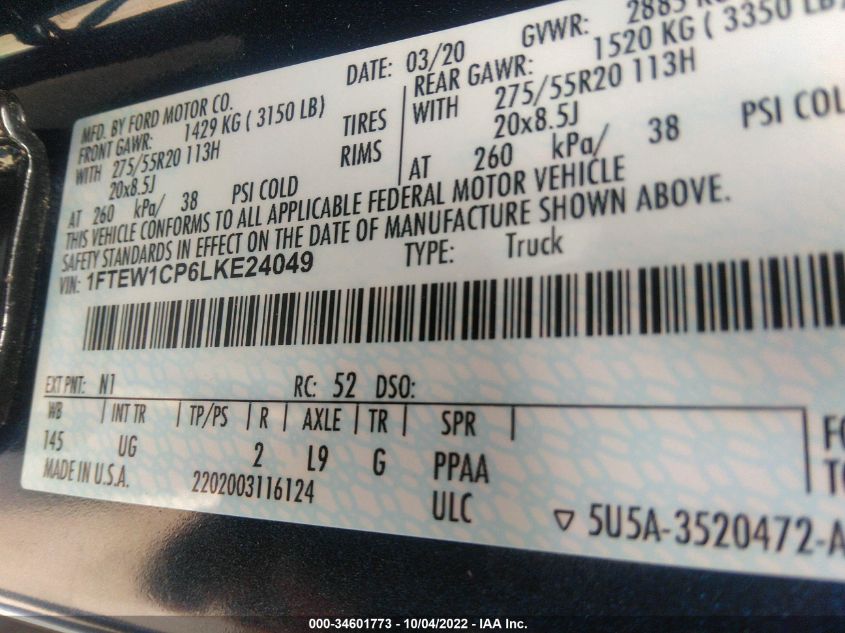 MFD. BY FORD MOTOR CO. DATE: 03/20 GVWR:
FRONT GAWR: 1429 KG ( 3150 LB) REAR GAWR: 1520 KG ( 3350 LB)
WITH 275/55R20 113H TIRES WITH 275/55R20 113H
20x8.5J RIMS 20x8.5J
AT 260 kPa/ 38 PSI COLD AT 260 kPa/ 38 PSI COLD
THIS VEHICLE CONFORMS TO ALL APPLICABLE FEDERAL MOTOR VEHICLE
SAFETY STANDARDS IN EFFECT ON THE DATE OF MANUFACTURE SHOWN ABOVE.
VIN: 1FTEW1CP6LKE24049 TYPE: Truck
EXT PNT: N1 RC: 52 DSO:
WB INT TR TP/PS R AXLE TR SPR
145 UG 2 L9 G PPAA
MADE IN U.S.A. 2202003116124 ULC
▽ 5U5A-3520472-A
000-34601773 - 10/04/2022 - IAA Inc.